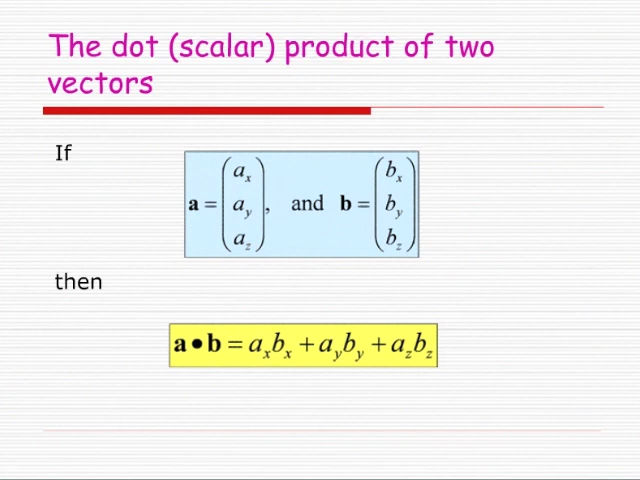 The dot (scalar) product of two
vectors
If
a = (a_x a_y a_z), and b = (b_x b_y b_z)
then
a • b = a_x b_x + a_y b_y + a_z b_z